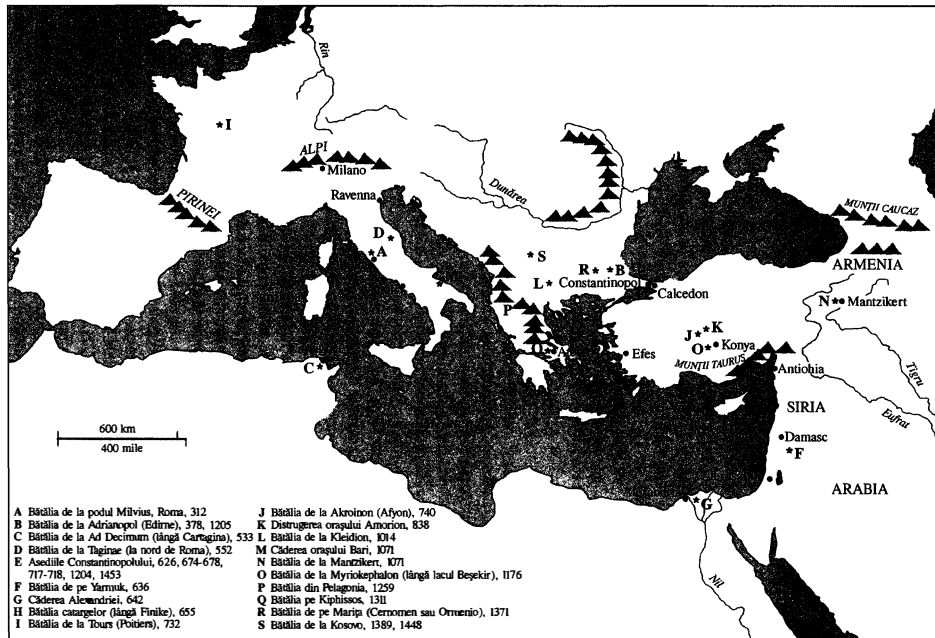 Rin
I
ALPI
Milano
Ravenna
PIRINEI
Dunărea
MUNȚII CAUCAZ
D
A
S
R
B
L
Constantinopol
Calcedon
ARMENIA
N
Mantzikert
P
K
J
O
Konya
Efes
MUNȚII TAURUS
Antiohia
C
Tigru
Eufrat
SIRIA
Damasc
F
600 km
400 mile
ARABIA
G
Nil
A Bătălia de la podul Milvius, Roma, 312
B Bătălia de la Adrianopol (Edirne), 378, 1205
C Bătălia de la Ad Decimum (lângă Cartagina), 533
D Bătălia de la Taginae (la nord de Roma), 552
E Asediile Constantinopolului, 626, 674-678,
717-718, 1204, 1453
F Bătălia de pe Yarmuk, 636
G Căderea Alexandriei, 642
H Bătălia catargelor (lângă Finike), 655
I Bătălia de la Tours (Poitiers), 732
J Bătălia de la Akroinon (Afyon), 740
K Distrugerea orașului Amorion, 838
L Bătălia de la Kleidion, 1014
M Căderea orașului Bari, 1071
N Bătălia de la Mantzikert, 1071
O Bătălia de la Myriokephalon (lângă lacul Beșekir), 1176
P Bătălia din Pelagonia, 1259
Q Bătălia pe Kiphissos, 1311
R Bătălia de pe Marița (Cernomen sau Ormenio), 1371
S Bătălia de la Kosovo, 1389, 1448